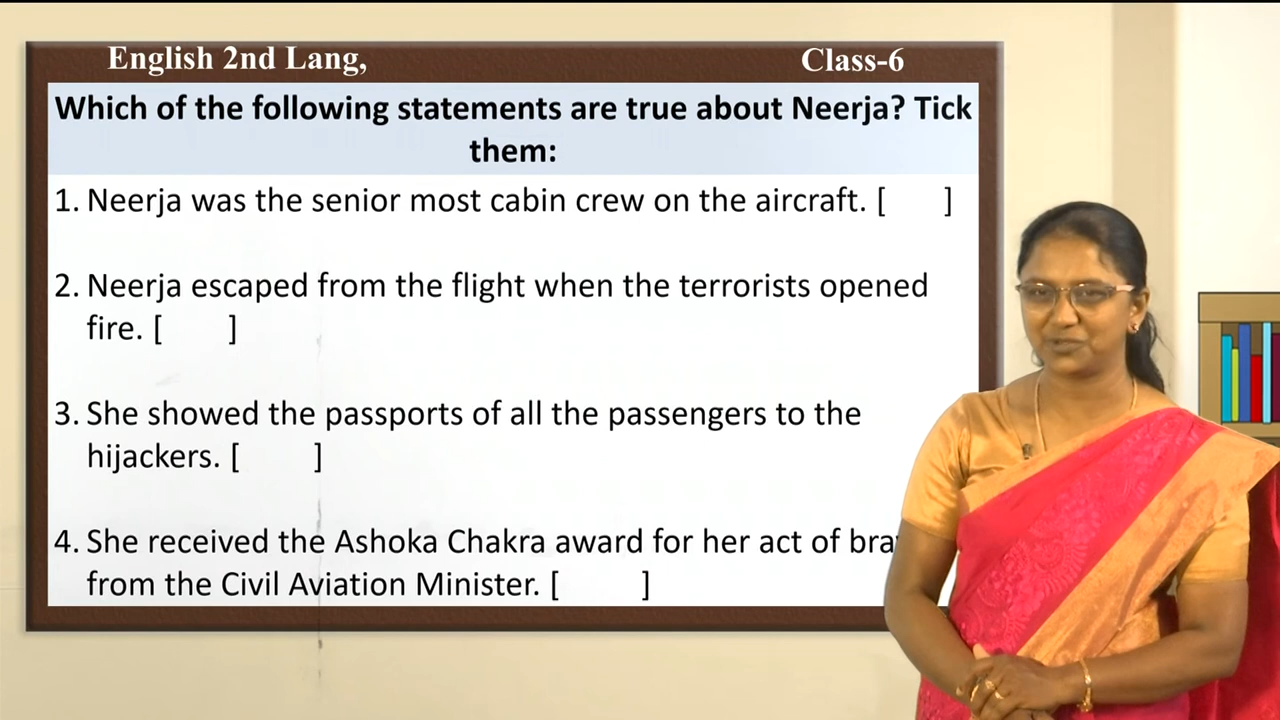 English 2nd Lang,
Class-6
Which of the following statements are true about Neerja? Tick
them:
1. Neerja was the senior most cabin crew on the aircraft. [ ]
2. Neerja escaped from the flight when the terrorists opened
fire. [ ]
3. She showed the passports of all the passengers to the
hijackers. [ ]
4. She received the Ashoka Chakra award for her act of
from the Civil Aviation Minister. [ ]